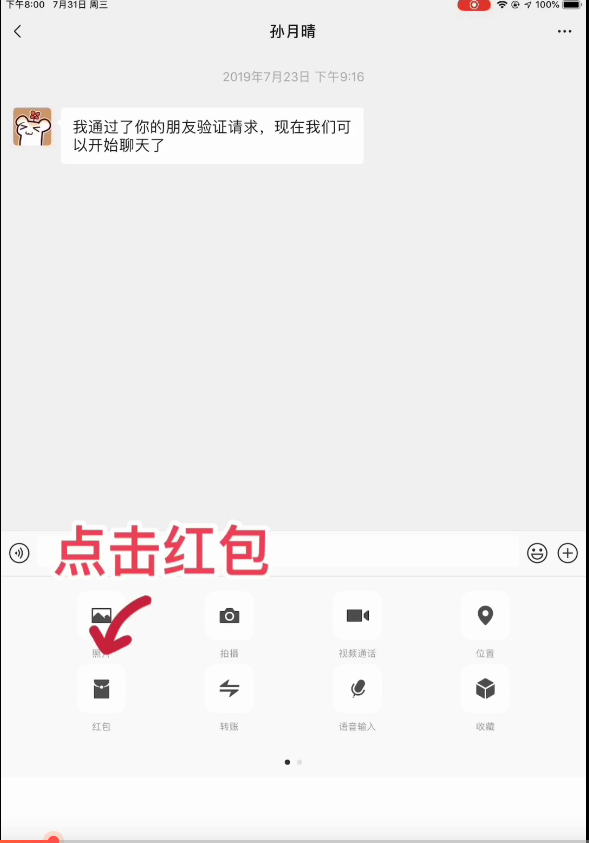 下午8:00 7月31日 周三
100%
孙月晴
2019年7月23日 下午9:16
我通过了你的朋友验证请求，现在我们可
以开始聊天了
点击红包
照片
拍摄
视频通话
位置
红包
转账
语音输入
收藏